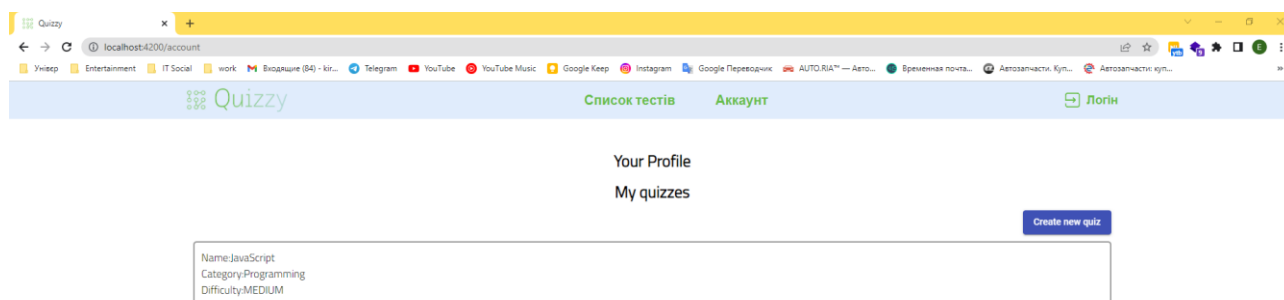 Quizzy
localhost:4200/account
Універ Entertainment IT Social work Входящие (84) - kir... Telegram YouTube YouTube Music Google Keep Instagram Google Переводчик AUTO.RIA™ — Авто... Временная почта... Автозапчасти. Куп... Автозапчасти: куп... »
Quizzy Список тестів Аккаунт Логін
Your Profile
My quizzes
Create new quiz
Name:JavaScript
Category:Programming
Difficulty:MEDIUM